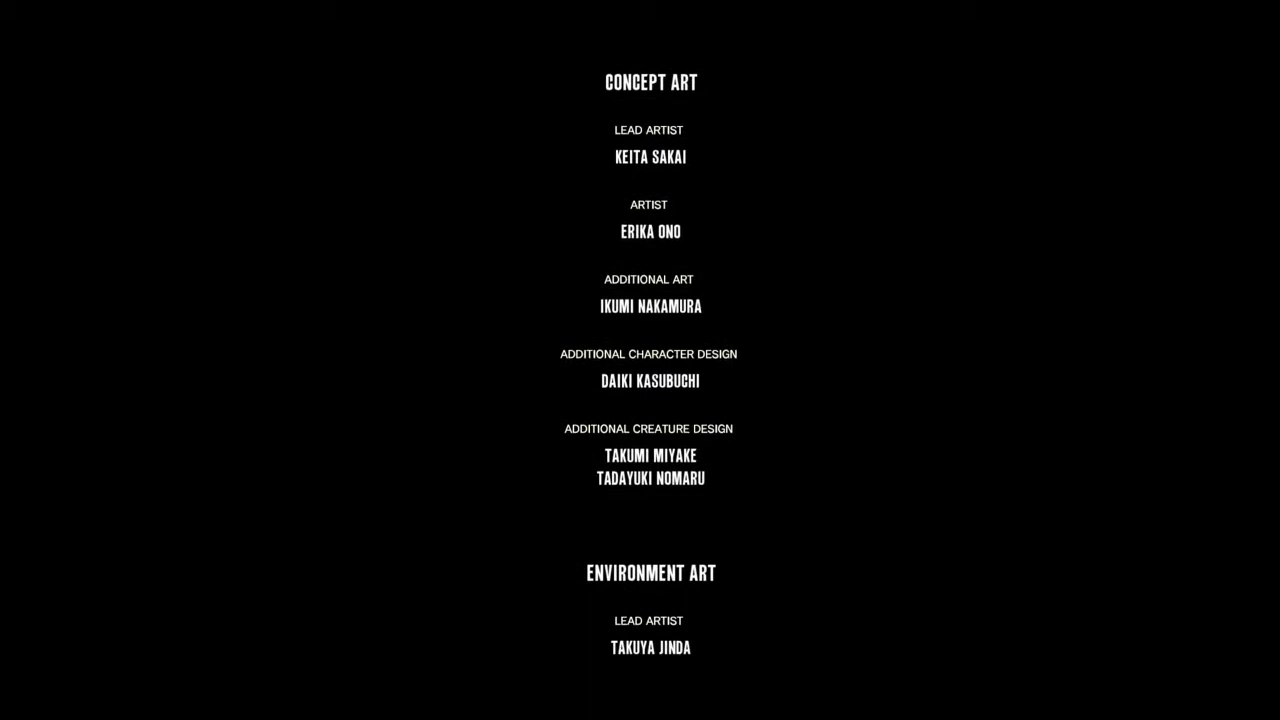 CONCEPT ART
LEAD ARTIST
KEITA SAKAI
ARTIST
ERIKA ONO
ADDITIONAL ART
IKUMI NAKAMURA
ADDITIONAL CHARACTER DESIGN
DAIKI KASUBUCHI
ADDITIONAL CREATURE DESIGN
TAKUMI MIYAKE
TADAYUKI NOMARU
ENVIRONMENT ART
LEAD ARTIST
TAKUYA JINDA